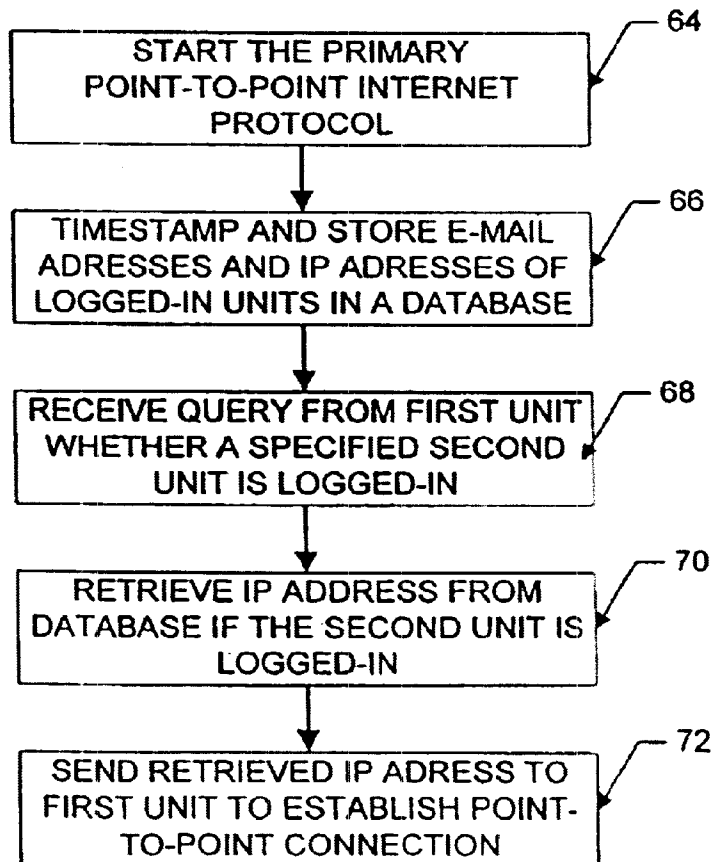 64
START THE PRIMARY
POINT-TO-POINT INTERNET
PROTOCOL
66
TIMESTAMP AND STORE E-MAIL
ADRESSES AND IP ADRESSES OF
LOGGED-IN UNITS IN A DATABASE
68
RECEIVE QUERY FROM FIRST UNIT
WHETHER A SPECIFIED SECOND
UNIT IS LOGGED-IN
70
RETRIEVE IP ADDRESS FROM
DATABASE IF THE SECOND UNIT IS
LOGGED-IN
72
SEND RETRIEVED IP ADRESS TO
FIRST UNIT TO ESTABLISH POINT-
TO-POINT CONNECTION